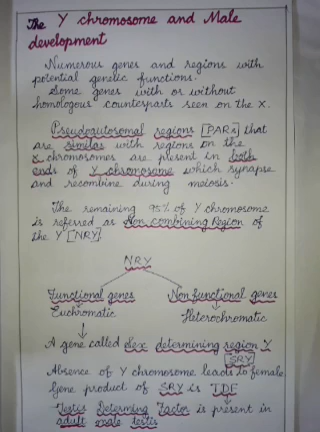 The Y chromosome and Male
development
Numerous genes and regions with
potential genetic functions.
Some genes with or without
homologous counterparts seen on the X.
Pseudoautosomal regions [PARs] that
are similar with regions on the
X chromosomes are present in both
ends of Y chromosome which synapse
and recombine during meiosis.
The remaining 95% of Y chromosome
is referred as Non combining Region of
the Y [NRY]
NRY
Functional genes Non functional genes
Euchromatic Heterochromatic
A gene called sex determining region Y
[SRY]
Absence of Y chromosome leads to female
Gene product of SRY is TDF
Testis Determing Factor is present in
adult male testis